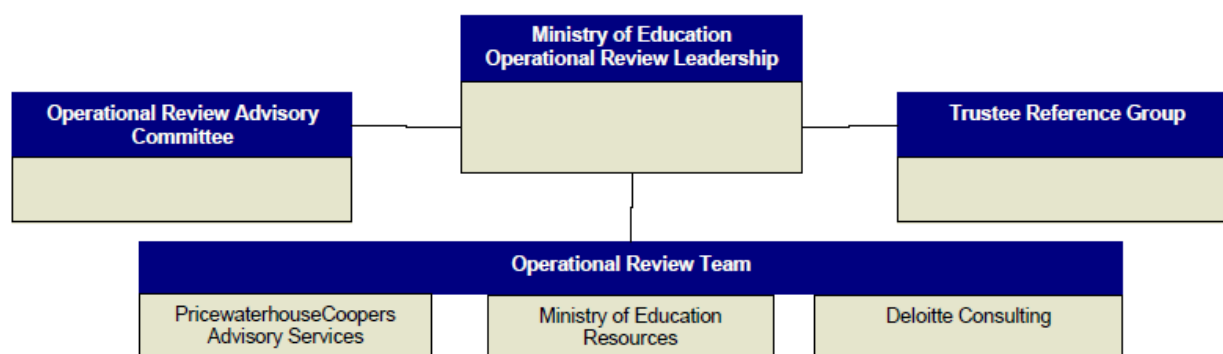 Ministry of Education
Operational Review Leadership
Operational Review Advisory
Committee
Trustee Reference Group
Operational Review Team
PricewaterhouseCoopers
Advisory Services
Ministry of Education
Resources
Deloitte Consulting